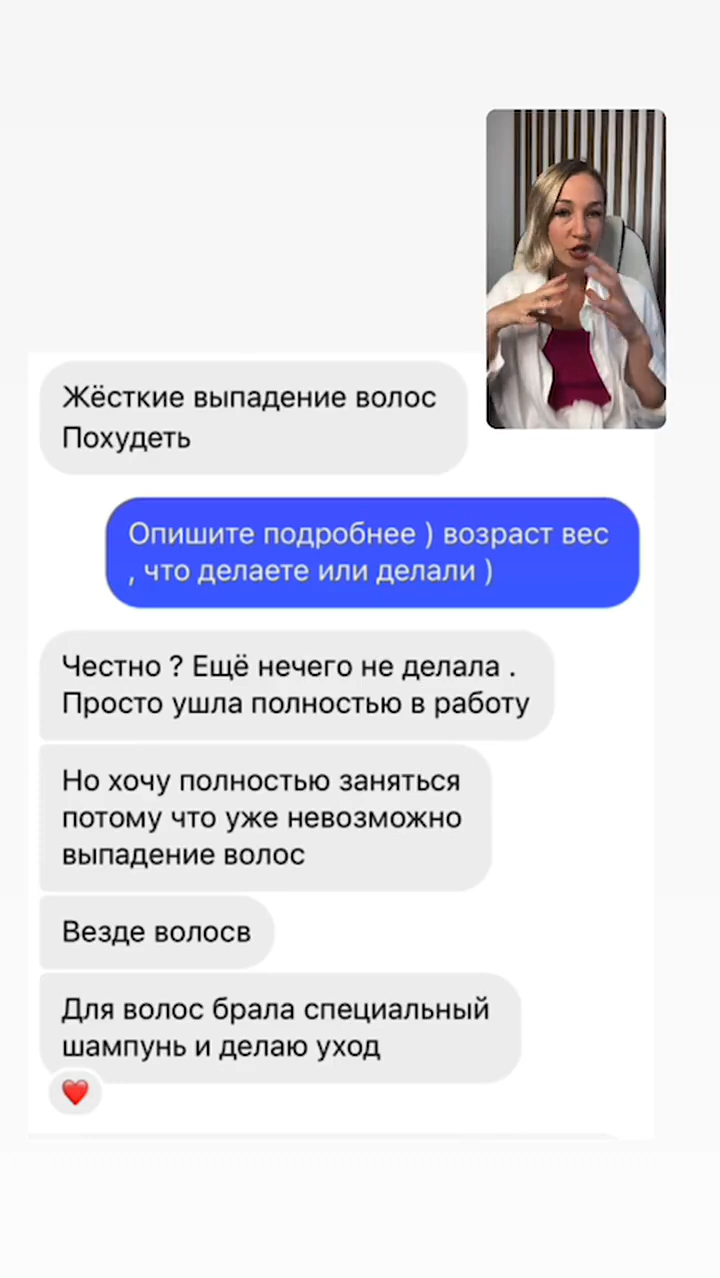 Жёсткие выпадение волос
Похудеть
Опишите подробнее ) возраст вес
, что делаете или делали )
Честно ? Ещё нечего не делала .
Просто ушла полностью в работу
Но хочу полностью заняться
потому что уже невозможно
выпадение волос
Везде волосв
Для волос брала специальный
шампунь и делаю уход